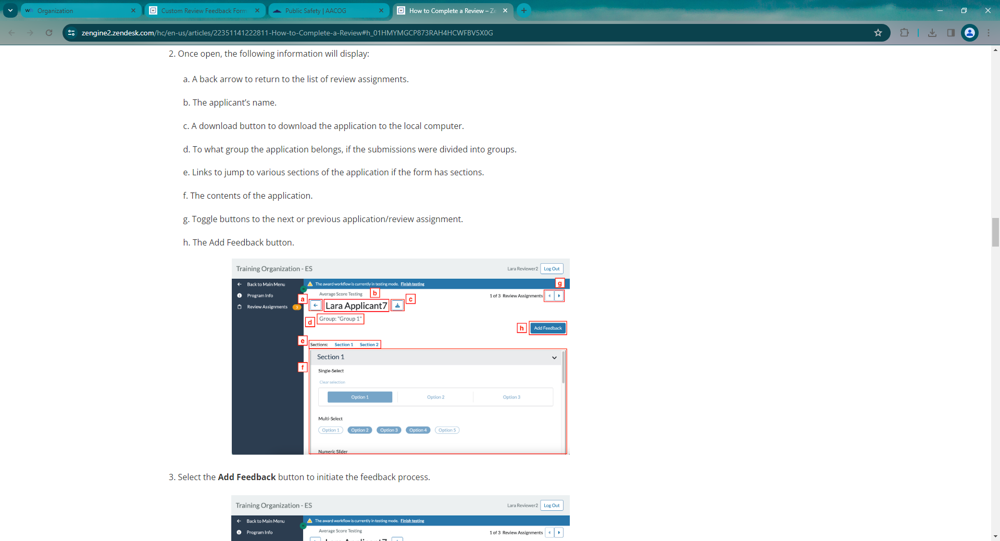 Organization
Custom Review Feedback Form
Public Safety | AACOG
How to Complete a Review – Ze
zengine2.zendesk.com/hc/en-us/articles/22351141222811-How-to-Complete-a-Review#h_01HMYMGCP873RAH4HCWFBV5X0G
2. Once open, the following information will display:
a. A back arrow to return to the list of review assignments.
b. The applicant’s name.
c. A download button to download the application to the local computer.
d. To what group the application belongs, if the submissions were divided into groups.
e. Links to jump to various sections of the application if the form has sections.
f. The contents of the application.
g. Toggle buttons to the next or previous application/review assignment.
h. The Add Feedback button.
Training Organization - ES
Lara Reviewer2 Log Out
Back to Main Menu
The award workflow is currently in testing mode. Finish testing
g
Program Info
Average Score Testing
b
1 of 3 Review Assignments
a
c
Review Assignments 3
Lara Applicant7
d
Group: "Group 1"
h
Add Feedback
e
Sections: Section 1 Section 2
Section 1
f
Single-Select
Clear selection
Option 1 Option 2 Option 3
Multi-Select
Option 1 Option 2 Option 3 Option 4 Option 5
Numeric Slider
3. Select the Add Feedback button to initiate the feedback process.
Training Organization - ES
Lara Reviewer2 Log Out
Back to Main Menu
The award workflow is currently in testing mode. Finish testing
Program Info
Average Score Testing
1 of 3 Review Assignments
Lara Applicant7